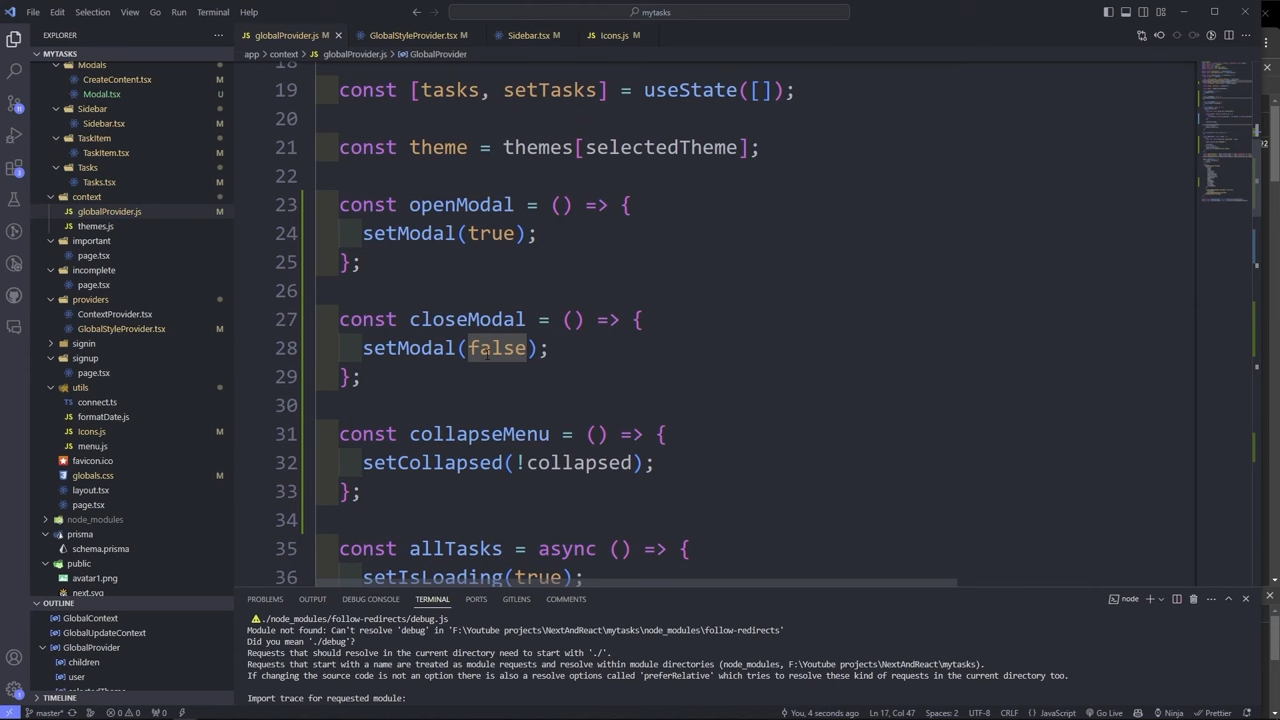 File Edit Selection View Go Run Terminal Help
mytasks
EXPLORER
globalProvider.js M
GlobalStyleProvider.tsx M
Sidebar.tsx M
Icons.js M
MYTASKS
app > context > globalProvider.js > GlobalProvider
Modals
CreateContent.tsx M
Modal.tsx U
Sidebar
Sidebar.tsx M
TaskItem
TaskItem.tsx M
Tasks
Tasks.tsx M
context
globalProvider.js M
themes.js M
important
page.tsx M
incomplete
page.tsx M
providers
ContextProvider.tsx M
GlobalStyleProvider.tsx M
signin
signup
page.tsx M
utils
connect.ts
formatDate.js
Icons.js M
menu.js
favicon.ico
globals.css M
layout.tsx
page.tsx
node_modules
prisma
schema.prisma
public
avatar1.png
next.svg
18
19 const [tasks, setTasks] = useState([]);
20
21 const theme = themes[selectedTheme];
22
23 const openModal = () => {
24 setModal(true);
25 };
26
27 const closeModal = () => {
28 setModal(false);
29 };
30
31 const collapseMenu = () => {
32 setCollapsed(!collapsed);
33 };
34
35 const allTasks = async () => {
36 setIsLoading(true);
OUTLINE
GlobalContext
GlobalUpdateContext
GlobalProvider
children
user
selectedTheme
TIMELINE
PROBLEMS OUTPUT DEBUG CONSOLE TERMINAL PORTS GITLENS COMMENTS
node
./node_modules/follow-redirects/debug.js
Module not found: Can't resolve 'debug' in 'F:\Youtube projects\NextAndReact\mytasks\node_modules\follow-redirects'
Did you mean './debug'?
Requests that should resolve in the current directory need to start with './'.
Requests that start with a name are treated as module requests and resolve within module directories (node_modules, F:\Youtube projects\NextAndReact\mytasks).
If changing the source code is not an option there is also a resolve options called 'preferRelative' which tries to resolve these kind of requests in the current directory too.
Import trace for requested module:
master* 0 0 0 You, 4 seconds ago Ln 17, Col 47 Spaces: 2 UTF-8 CRLF JavaScript Go Live Ninja Prettier